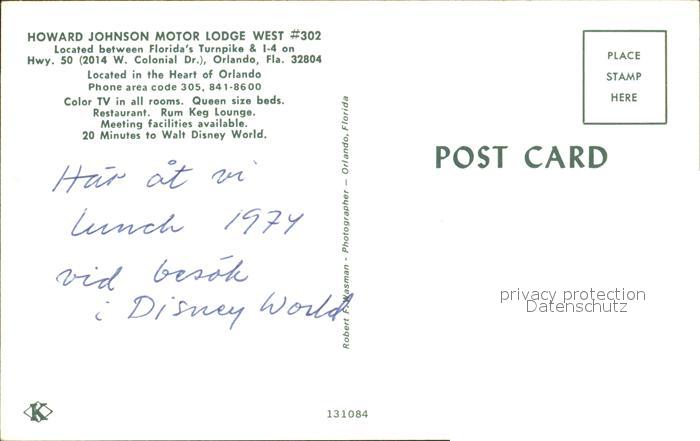 HOWARD JOHNSON MOTOR LODGE WEST #302
Located between Florida's Turnpike & I-4 on
Hwy. 50 (2014 W. Colonial Dr.), Orlando, Fla. 32804
Located in the Heart of Orlando
Phone area code 305, 841-8600
Color TV in all rooms. Queen size beds.
Restaurant. Rum Keg Lounge.
Meeting facilities available.
20 Minutes to Walt Disney World.
Här åt vi
lunch 1974
vid besök
i Disney World
Robert F. Wasman - Photographer — Orlando, Florida
PLACE
STAMP
HERE
POST CARD
privacy protection
Datenschutz
K
131084